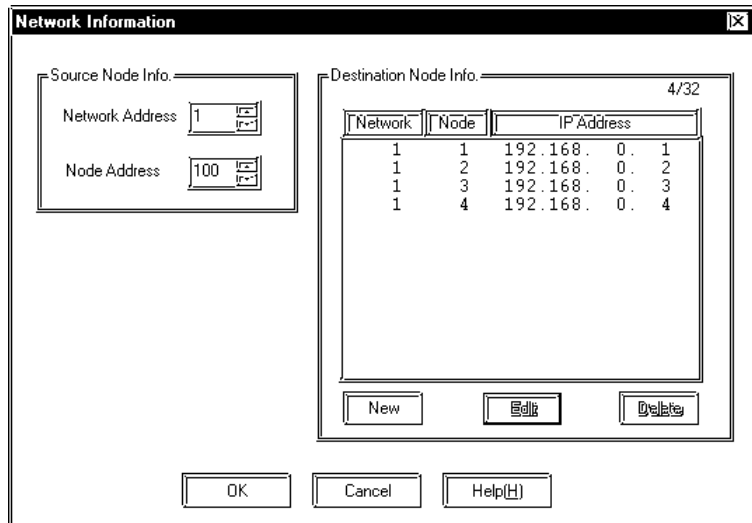 Network Information
Source Node Info.
Network Address 1
Node Address 100
Destination Node Info.
4/32
Network Node IP Address
1 1 192.168. 0. 1
1 2 192.168. 0. 2
1 3 192.168. 0. 3
1 4 192.168. 0. 4
New Edit Delete
OK Cancel Help(H)